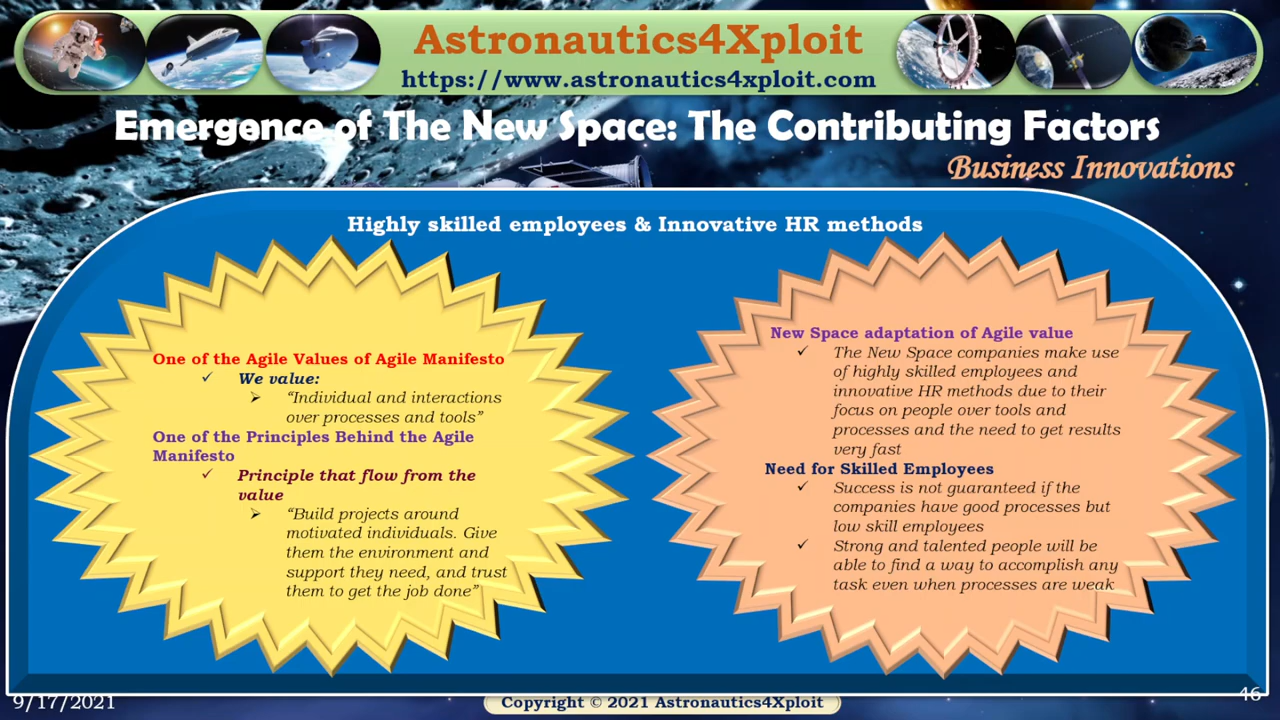 Astronautics4Xploit
https://www.astronautics4xploit.com
Emergence of The New Space: The Contributing Factors
Business Innovations
Highly skilled employees & Innovative HR methods
One of the Agile Values of Agile Manifesto
✓ We value:
➢ “Individual and interactions
over processes and tools”
One of the Principles Behind the Agile
Manifesto
✓ Principle that flow from the
value
➢ “Build projects around
motivated individuals. Give
them the environment and
support they need, and trust
them to get the job done”
New Space adaptation of Agile value
✓ The New Space companies make use
of highly skilled employees and
innovative HR methods due to their
focus on people over tools and
processes and the need to get results
very fast
Need for Skilled Employees
✓ Success is not guaranteed if the
companies have good processes but
low skill employees
✓ Strong and talented people will be
able to find a way to accomplish any
task even when processes are weak
9/17/2021
Copyright © 2021 Astronautics4Xploit
46